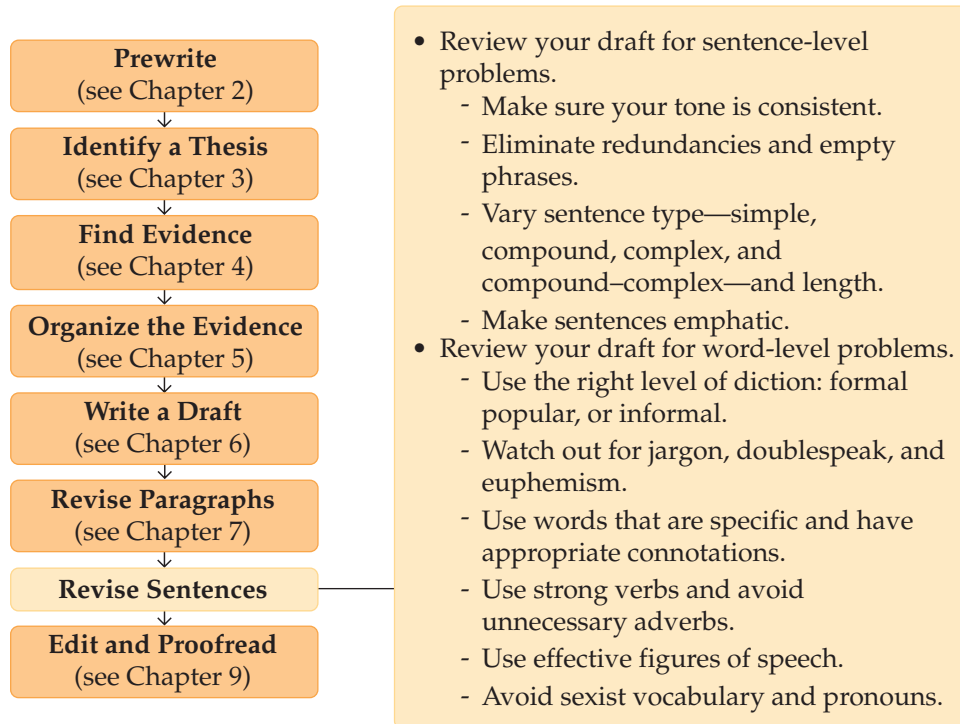 Prewrite
(see Chapter 2)
Identify a Thesis
(see Chapter 3)
Find Evidence
(see Chapter 4)
Organize the Evidence
(see Chapter 5)
Write a Draft
(see Chapter 6)
Revise Paragraphs
(see Chapter 7)
Revise Sentences
Edit and Proofread
(see Chapter 9)
• Review your draft for sentence-level
problems.
- Make sure your tone is consistent.
- Eliminate redundancies and empty
phrases.
- Vary sentence type—simple,
compound, complex, and
compound–complex—and length.
- Make sentences emphatic.
• Review your draft for word-level problems.
- Use the right level of diction: formal
popular, or informal.
- Watch out for jargon, doublespeak, and
euphemism.
- Use words that are specific and have
appropriate connotations.
- Use strong verbs and avoid
unnecessary adverbs.
- Use effective figures of speech.
- Avoid sexist vocabulary and pronouns.